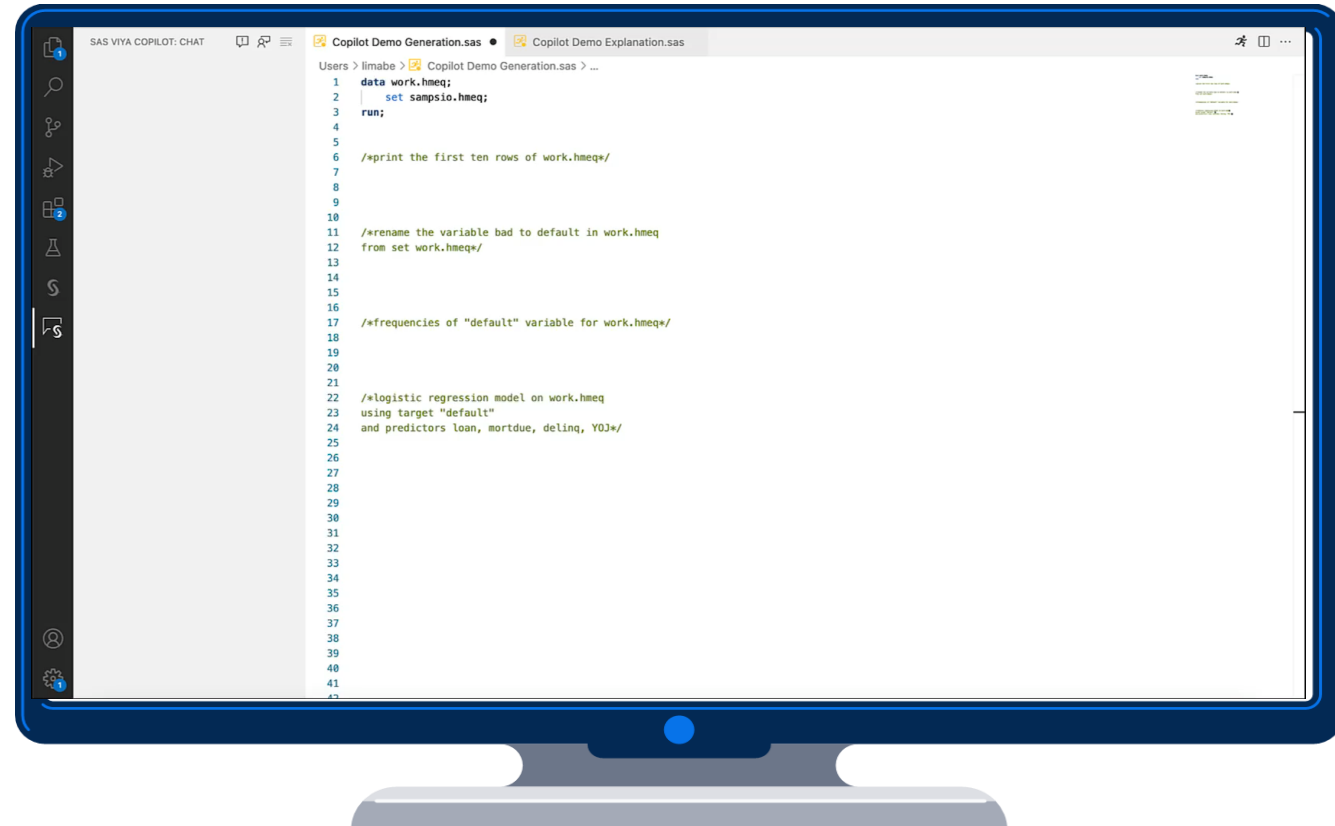 SAS VIYA COPILOT: CHAT
Copilot Demo Generation.sas
Copilot Demo Explanation.sas
Users > limabe > Copilot Demo Generation.sas > ...
1 data work.hmeq;
2 set sampsio.hmeq;
3 run;
4
5
6 /*print the first ten rows of work.hmeq*/
7
8
9
10
11 /*rename the variable bad to default in work.hmeq
12 from set work.hmeq*/
13
14
15
16
17 /*frequencies of "default" variable for work.hmeq*/
18
19
20
21
22 /*logistic regression model on work.hmeq
23 using target "default"
24 and predictors loan, mortdue, delinq, YOJ*/
25
26
27
28
29
30
31
32
33
34
35
36
37
38
39
40
41
1
2
1